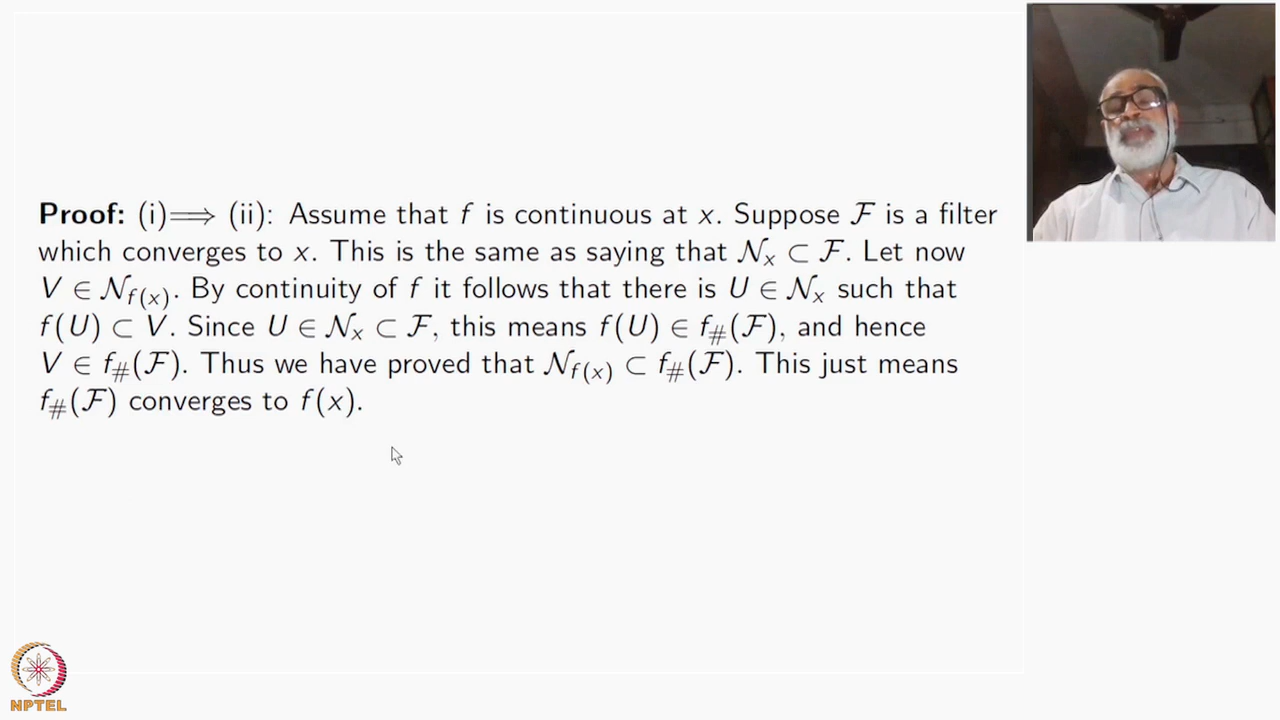 Proof: (i)⟹ (ii): Assume that f is continuous at x. Suppose ℱ is a filter
which converges to x. This is the same as saying that 𝒩ₓ ⊂ ℱ. Let now
V ∈ 𝒩_{f(x)}. By continuity of f it follows that there is U ∈ 𝒩ₓ such that
f(U) ⊂ V. Since U ∈ 𝒩ₓ ⊂ ℱ, this means f(U) ∈ f_#(ℱ), and hence
V ∈ f_#(ℱ). Thus we have proved that 𝒩_{f(x)} ⊂ f_#(ℱ). This just means
f_#(ℱ) converges to f(x).
NPTEL